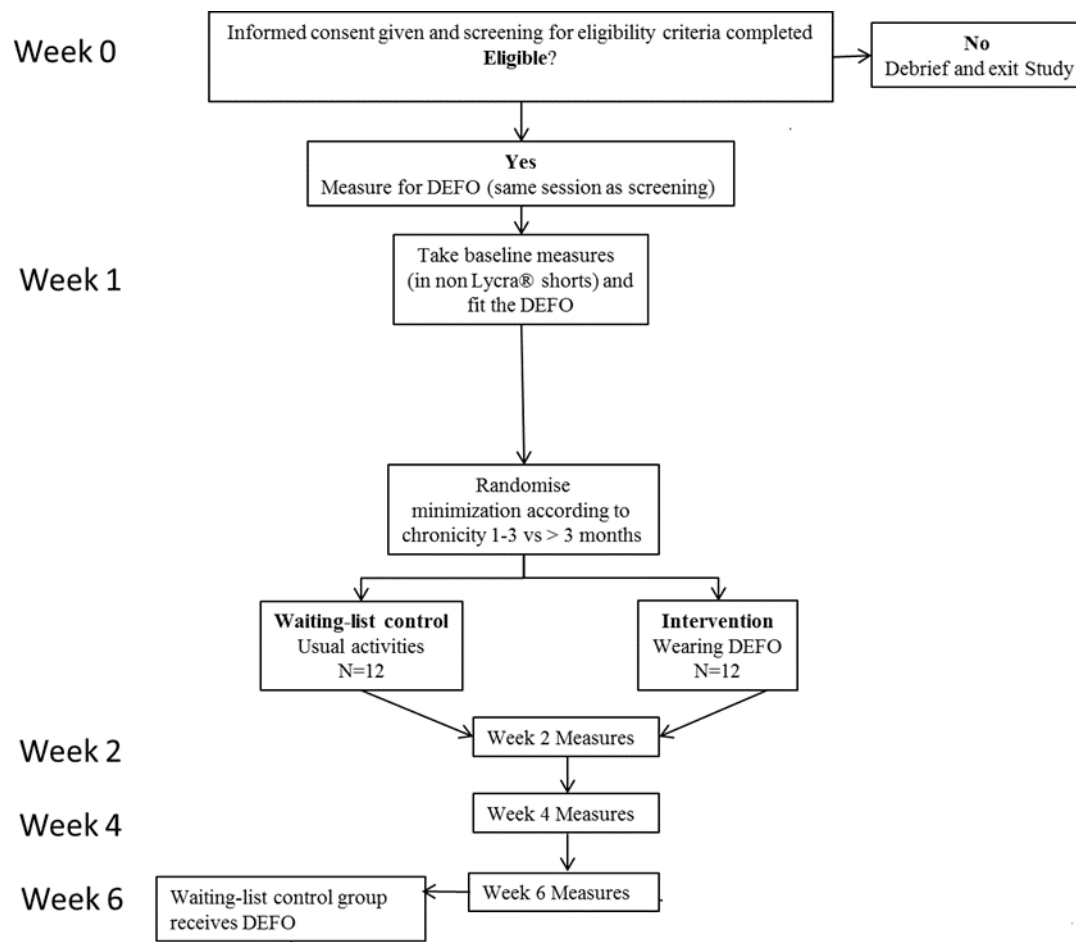 Week 0
Informed consent given and screening for eligibility criteria completed
Eligible?
No
Debrief and exit Study
Yes
Measure for DEFO (same session as screening)
Week 1
Take baseline measures
(in non Lycra® shorts) and
fit the DEFO
Randomise
minimization according to
chronicity 1-3 vs > 3 months
Waiting-list control
Usual activities
N=12
Intervention
Wearing DEFO
N=12
Week 2
Week 2 Measures
Week 4
Week 4 Measures
Week 6
Week 6 Measures
Waiting-list control group
receives DEFO